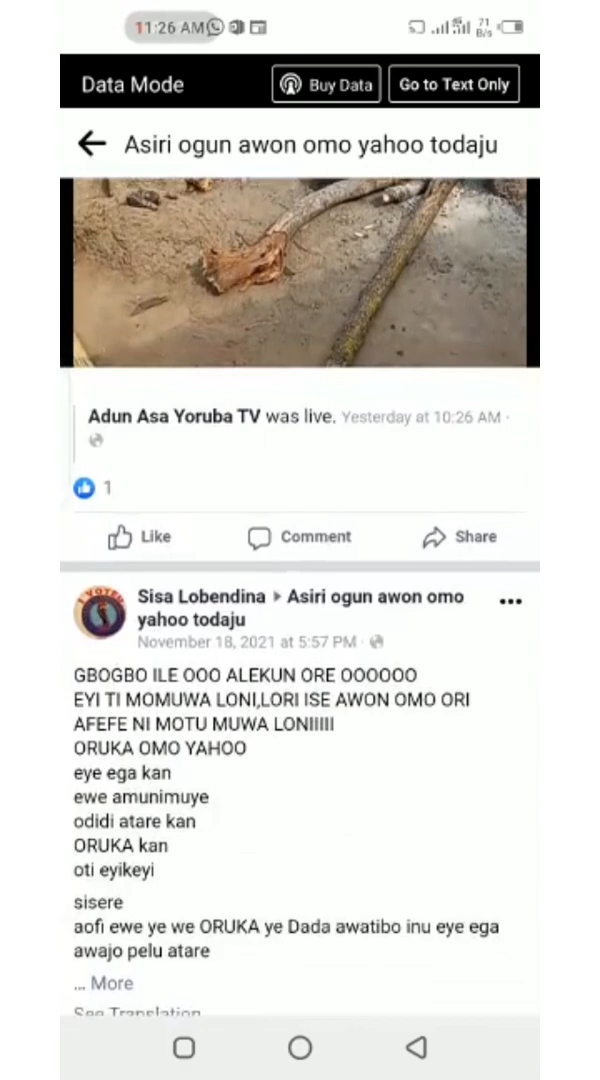 11:26 AM
71
B/s
Data Mode
Buy Data
Go to Text Only
Asiri ogun awon omo yahoo todaju
Adun Asa Yoruba TV was live. Yesterday at 10:26 AM ·
1
Like
Comment
Share
Sisa Lobendina ▸ Asiri ogun awon omo
yahoo todaju
November 18, 2021 at 5:57 PM ·
GBOGBO ILE OOO ALEKUN ORE OOOOOO
EYI TI MOMUWA LONI,LORI ISE AWON OMO ORI
AFEFE NI MOTU MUWA LONIIIII
ORUKA OMO YAHOO
eye ega kan
ewe amunimuye
odidi atare kan
ORUKA kan
oti eyikeyi
sisere
aofi ewe ye we ORUKA ye Dada awatibo inu eye ega
awajo pelu atare
... More
See Translation